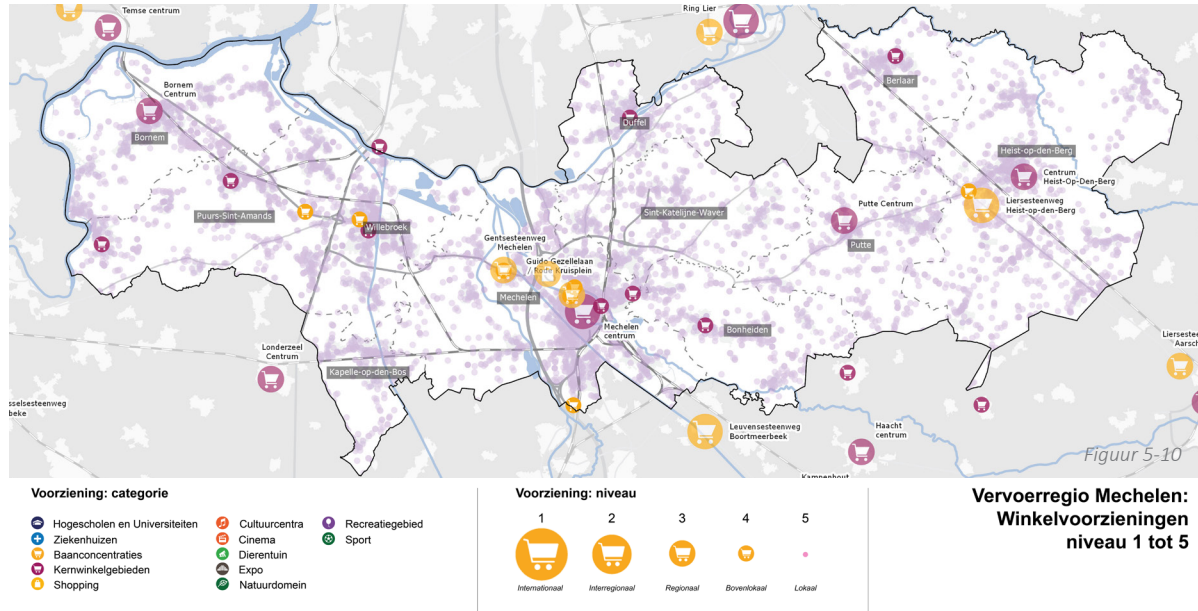 Temse centrum
Ring Lier
Bornem
Centrum
Bornem
Berlaar
Duffel
Heist-op-den-Berg
Centrum
Heist-Op-Den-Berg
Puurs-Sint-Amands
Willebroek
Sint-Katelijne-Waver
Putte Centrum
Putte
Liersesteenweg
Heist-op-den-Berg
Gentsesteenweg
Mechelen
Guido Gezellelaan
/ Rode Kruisplein
Mechelen
Mechelen
centrum
Bonheiden
Londerzeel
Centrum
Kapelle-op-den-Bos
Lierseste
Aarsch
sselsesteenweg
beke
Leuvensesteenweg
Boortmeerbeek
Haacht
centrum
Kampenhout
Figuur 5-10
Voorziening: categorie
Hogescholen en Universiteiten
Ziekenhuizen
Baanconcentraties
Kernwinkelgebieden
Shopping
Cultuurcentra
Cinema
Dierentuin
Expo
Natuurdomein
Recreatiegebied
Sport
Voorziening: niveau
1 2 3 4 5
Internationaal Interregionaal Regionaal Bovenlokaal Lokaal
Vervoerregio Mechelen:
Winkelvoorzieningen
niveau 1 tot 5